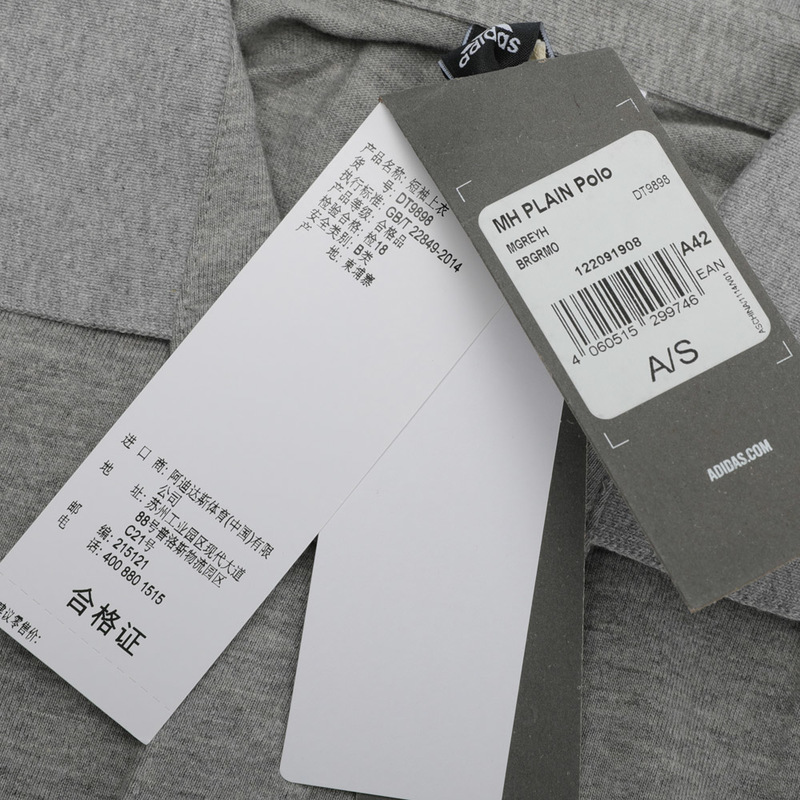 adidas
产品名称: 短袖上衣
货 号: DT9898
执行标准: GB/T 22849-2014
产品等级: 合格品
检验合格: 检18
安全类别: B类
产 地: 柬埔寨
进 口 商: 阿迪达斯体育(中国)有限
公司
地 址: 苏州工业园区现代大道
88号普洛斯物流园区
C21号
邮 编: 215121
电 话: 400 880 1515
合格证
建议零售价:
MH PLAIN Polo
DT9898
MGREYH
BRGRMO
122091908
A42
EAN
4 060515 299746
A/S
ADIDAS.COM